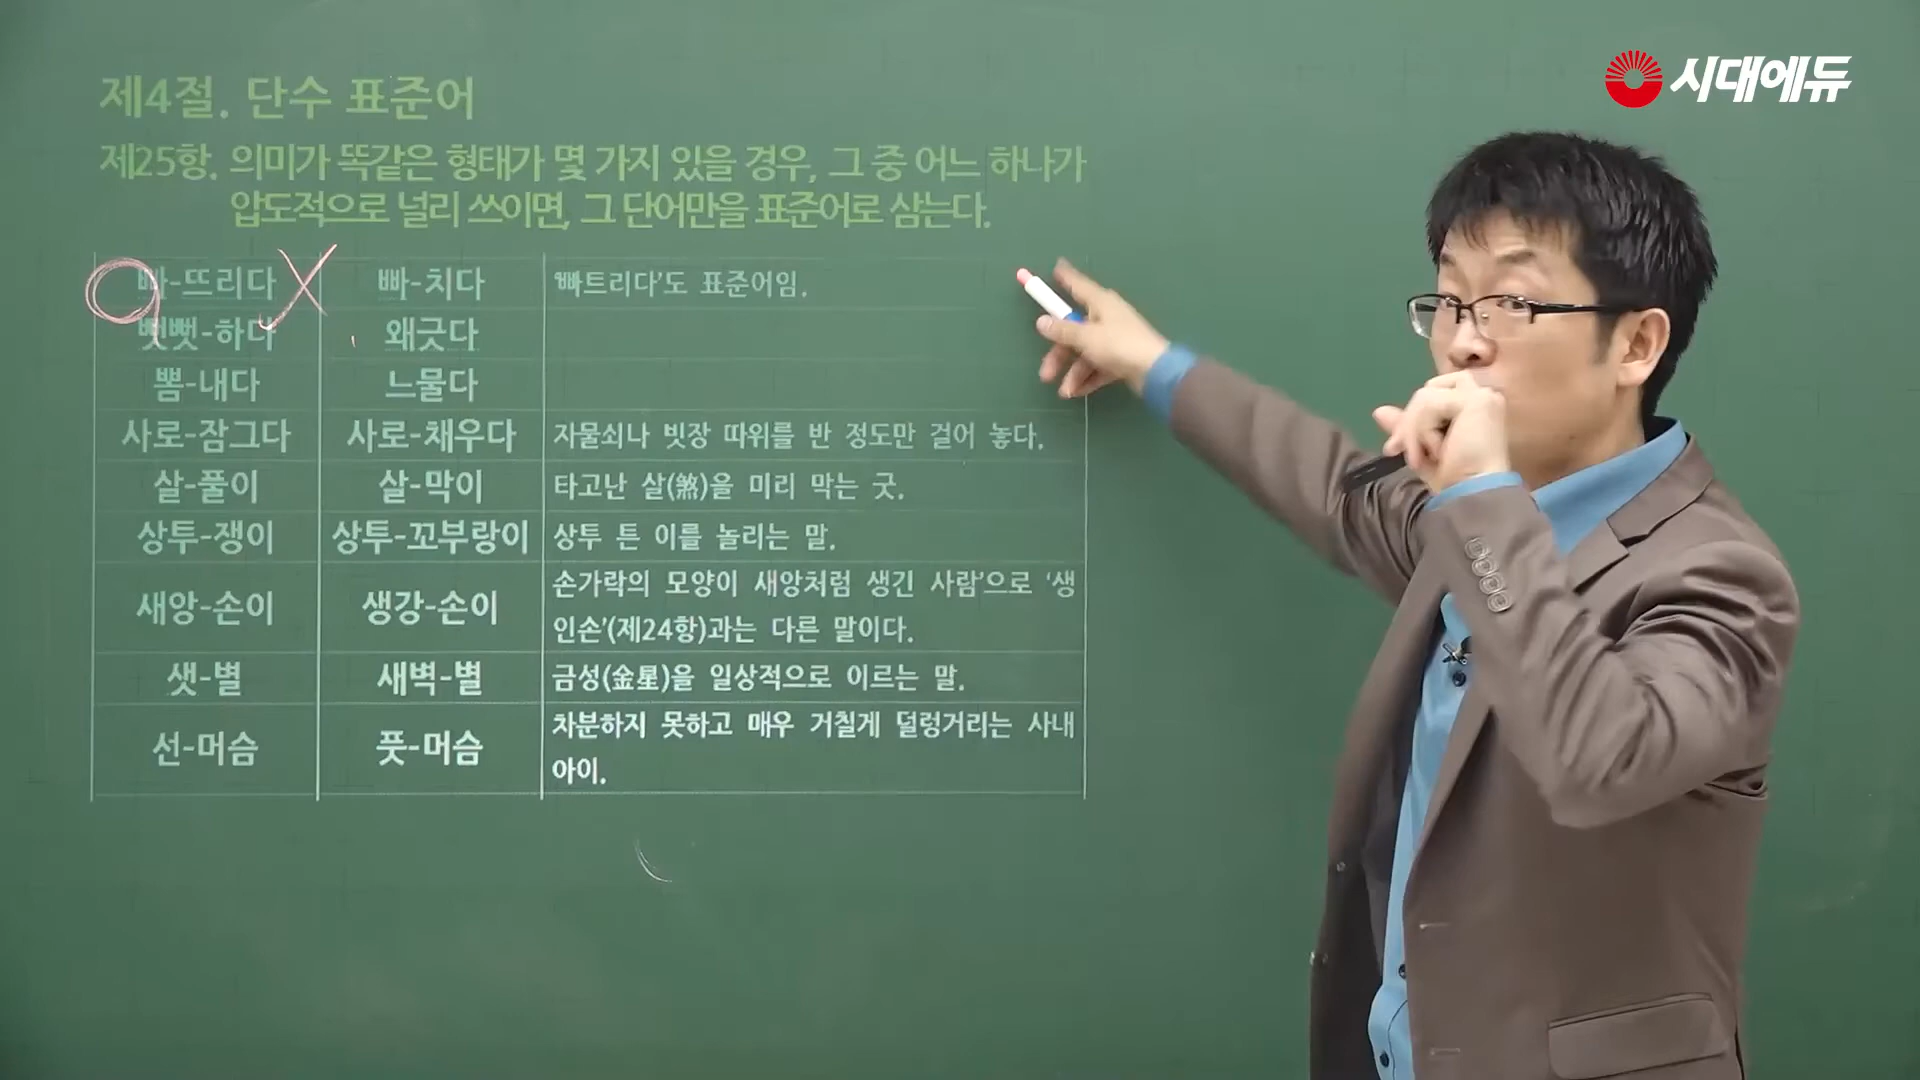 시대에듀
제4절. 단수 표준어
제25항. 의미가 똑같은 형태가 몇 가지 있을 경우, 그 중 어느 하나가
압도적으로 널리 쓰이면, 그 단어만을 표준어로 삼는다.
빠-뜨리다 빠-치다 '빠트리다'도 표준어임.
뻣뻣-하다 왜긋다
뽐-내다 느물다
사로-잠그다 사로-채우다 자물쇠나 빗장 따위를 반 정도만 걸어 놓다.
살-풀이 살-막이 타고난 살(煞)을 미리 막는 굿.
상투-쟁이 상투-꼬부랑이 상투 튼 이를 놀리는 말.
새앙-손이 생강-손이 손가락의 모양이 새앙처럼 생긴 사람'으로 '생
인손'(제24항)과는 다른 말이다.
샛-별 새벽-별 금성(金星)을 일상적으로 이르는 말.
선-머슴 풋-머슴 차분하지 못하고 매우 거칠게 덜렁거리는 사내
아이.